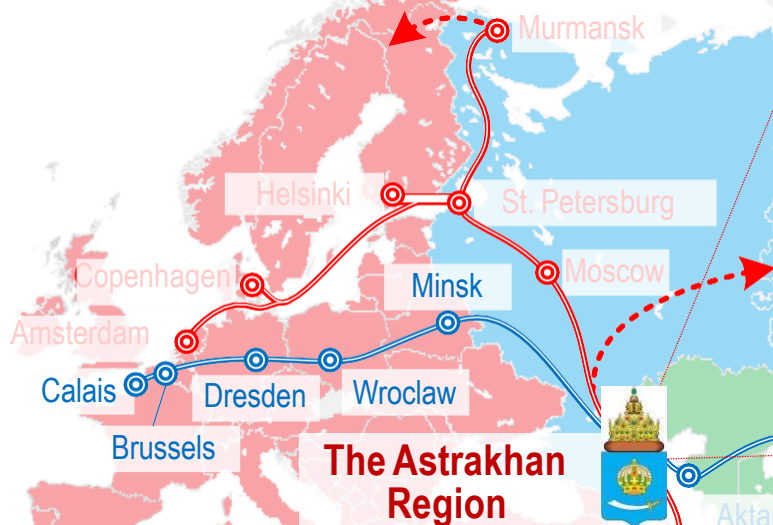 Murmansk
Helsinki
St. Petersburg
Copenhagen
Moscow
Minsk
Amsterdam
Calais
Dresden
Wroclaw
Brussels
The Astrakhan
Region